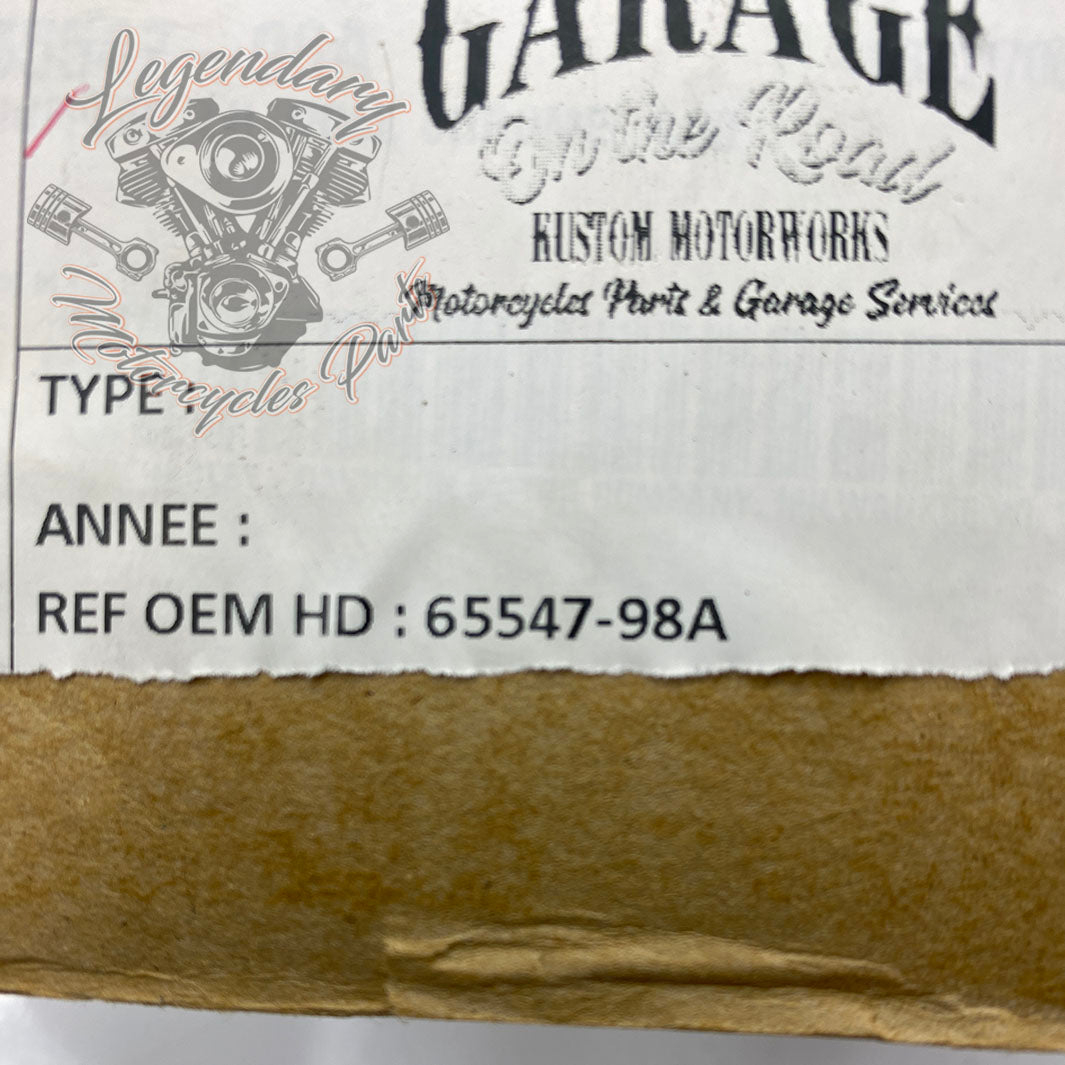 GARAGE
On the Road
KUSTOM MOTORWORKS
Motorcycles Parts & Garage Services
Legendary
Motorcycles Parts
TYPE :
ANNEE :
REF OEM HD : 65547-98A